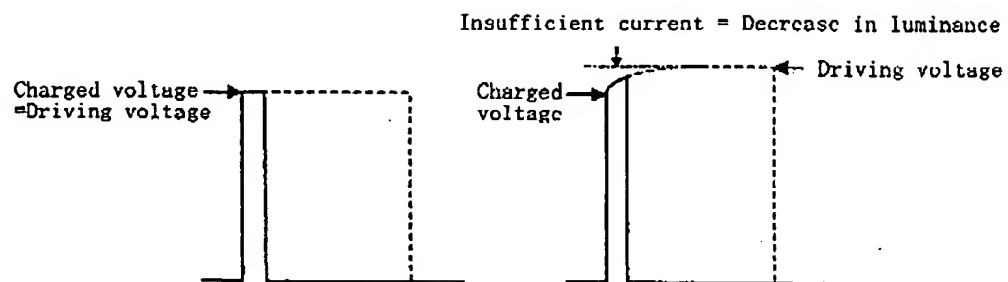 Insufficient current = Decrease in luminance
Charged voltage
=Driving voltage
Charged
voltage
Driving voltage